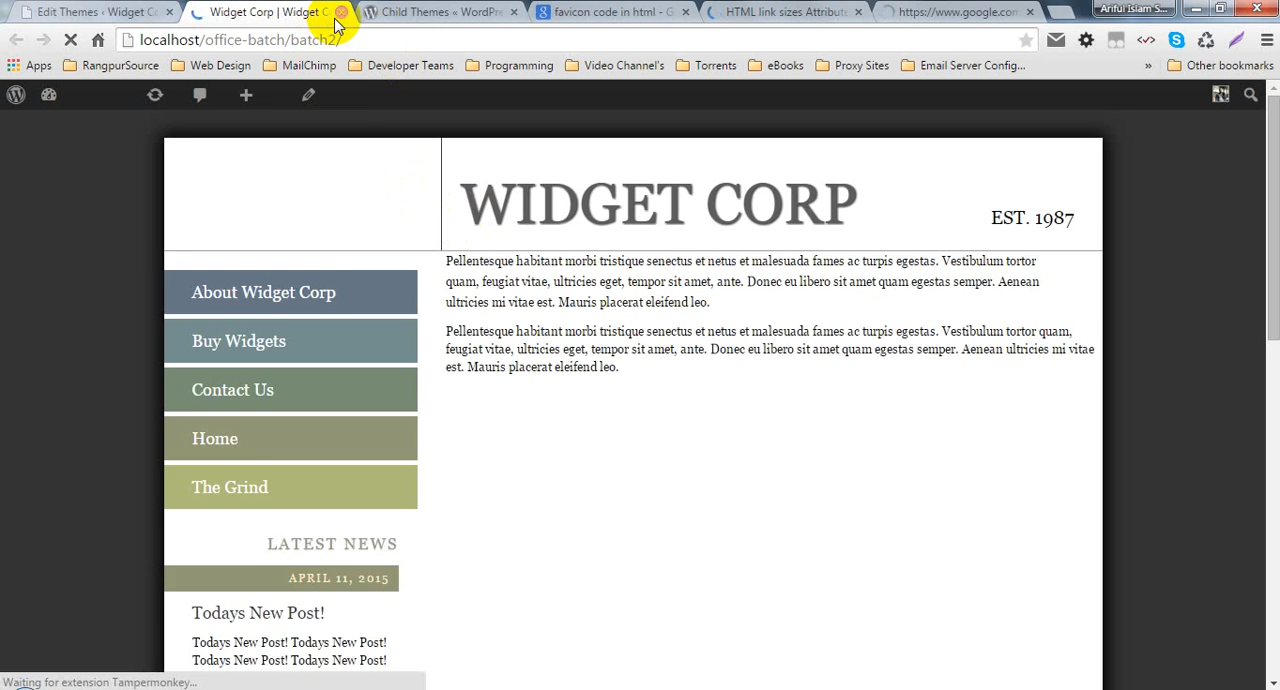 Edit Themes ‹ Widget Co
Widget Corp | Widget C
Child Themes « WordPre
favicon code in html - G
HTML link sizes Attribute
https://www.google.com
Ariful Islam S...
localhost/office-batch/batch2/
Apps
RangpurSource
Web Design
MailChimp
Developer Teams
Programming
Video Channel's
Torrents
eBooks
Proxy Sites
Email Server Config...
»
Other bookmarks
WIDGET CORP
EST. 1987
Pellentesque habitant morbi tristique senectus et netus et malesuada fames ac turpis egestas. Vestibulum tortor
quam, feugiat vitae, ultricies eget, tempor sit amet, ante. Donec eu libero sit amet quam egestas semper. Aenean
ultricies mi vitae est. Mauris placerat eleifend leo.
Pellentesque habitant morbi tristique senectus et netus et malesuada fames ac turpis egestas. Vestibulum tortor quam,
feugiat vitae, ultricies eget, tempor sit amet, ante. Donec eu libero sit amet quam egestas semper. Aenean ultricies mi vitae
est. Mauris placerat eleifend leo.
About Widget Corp
Buy Widgets
Contact Us
Home
The Grind
LATEST NEWS
APRIL 11, 2015
Todays New Post!
Todays New Post! Todays New Post!
Todays New Post! Todays New Post!
Waiting for extension Tampermonkey...